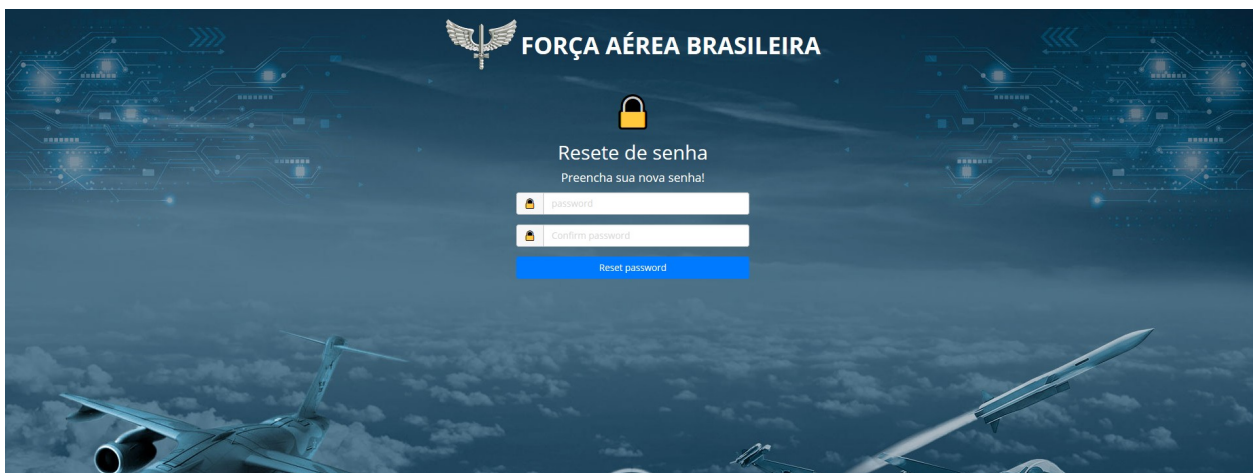 FORÇA AÉREA BRASILEIRA
Resete de senha
Preencha sua nova senha!
password
Confirm password
Reset password